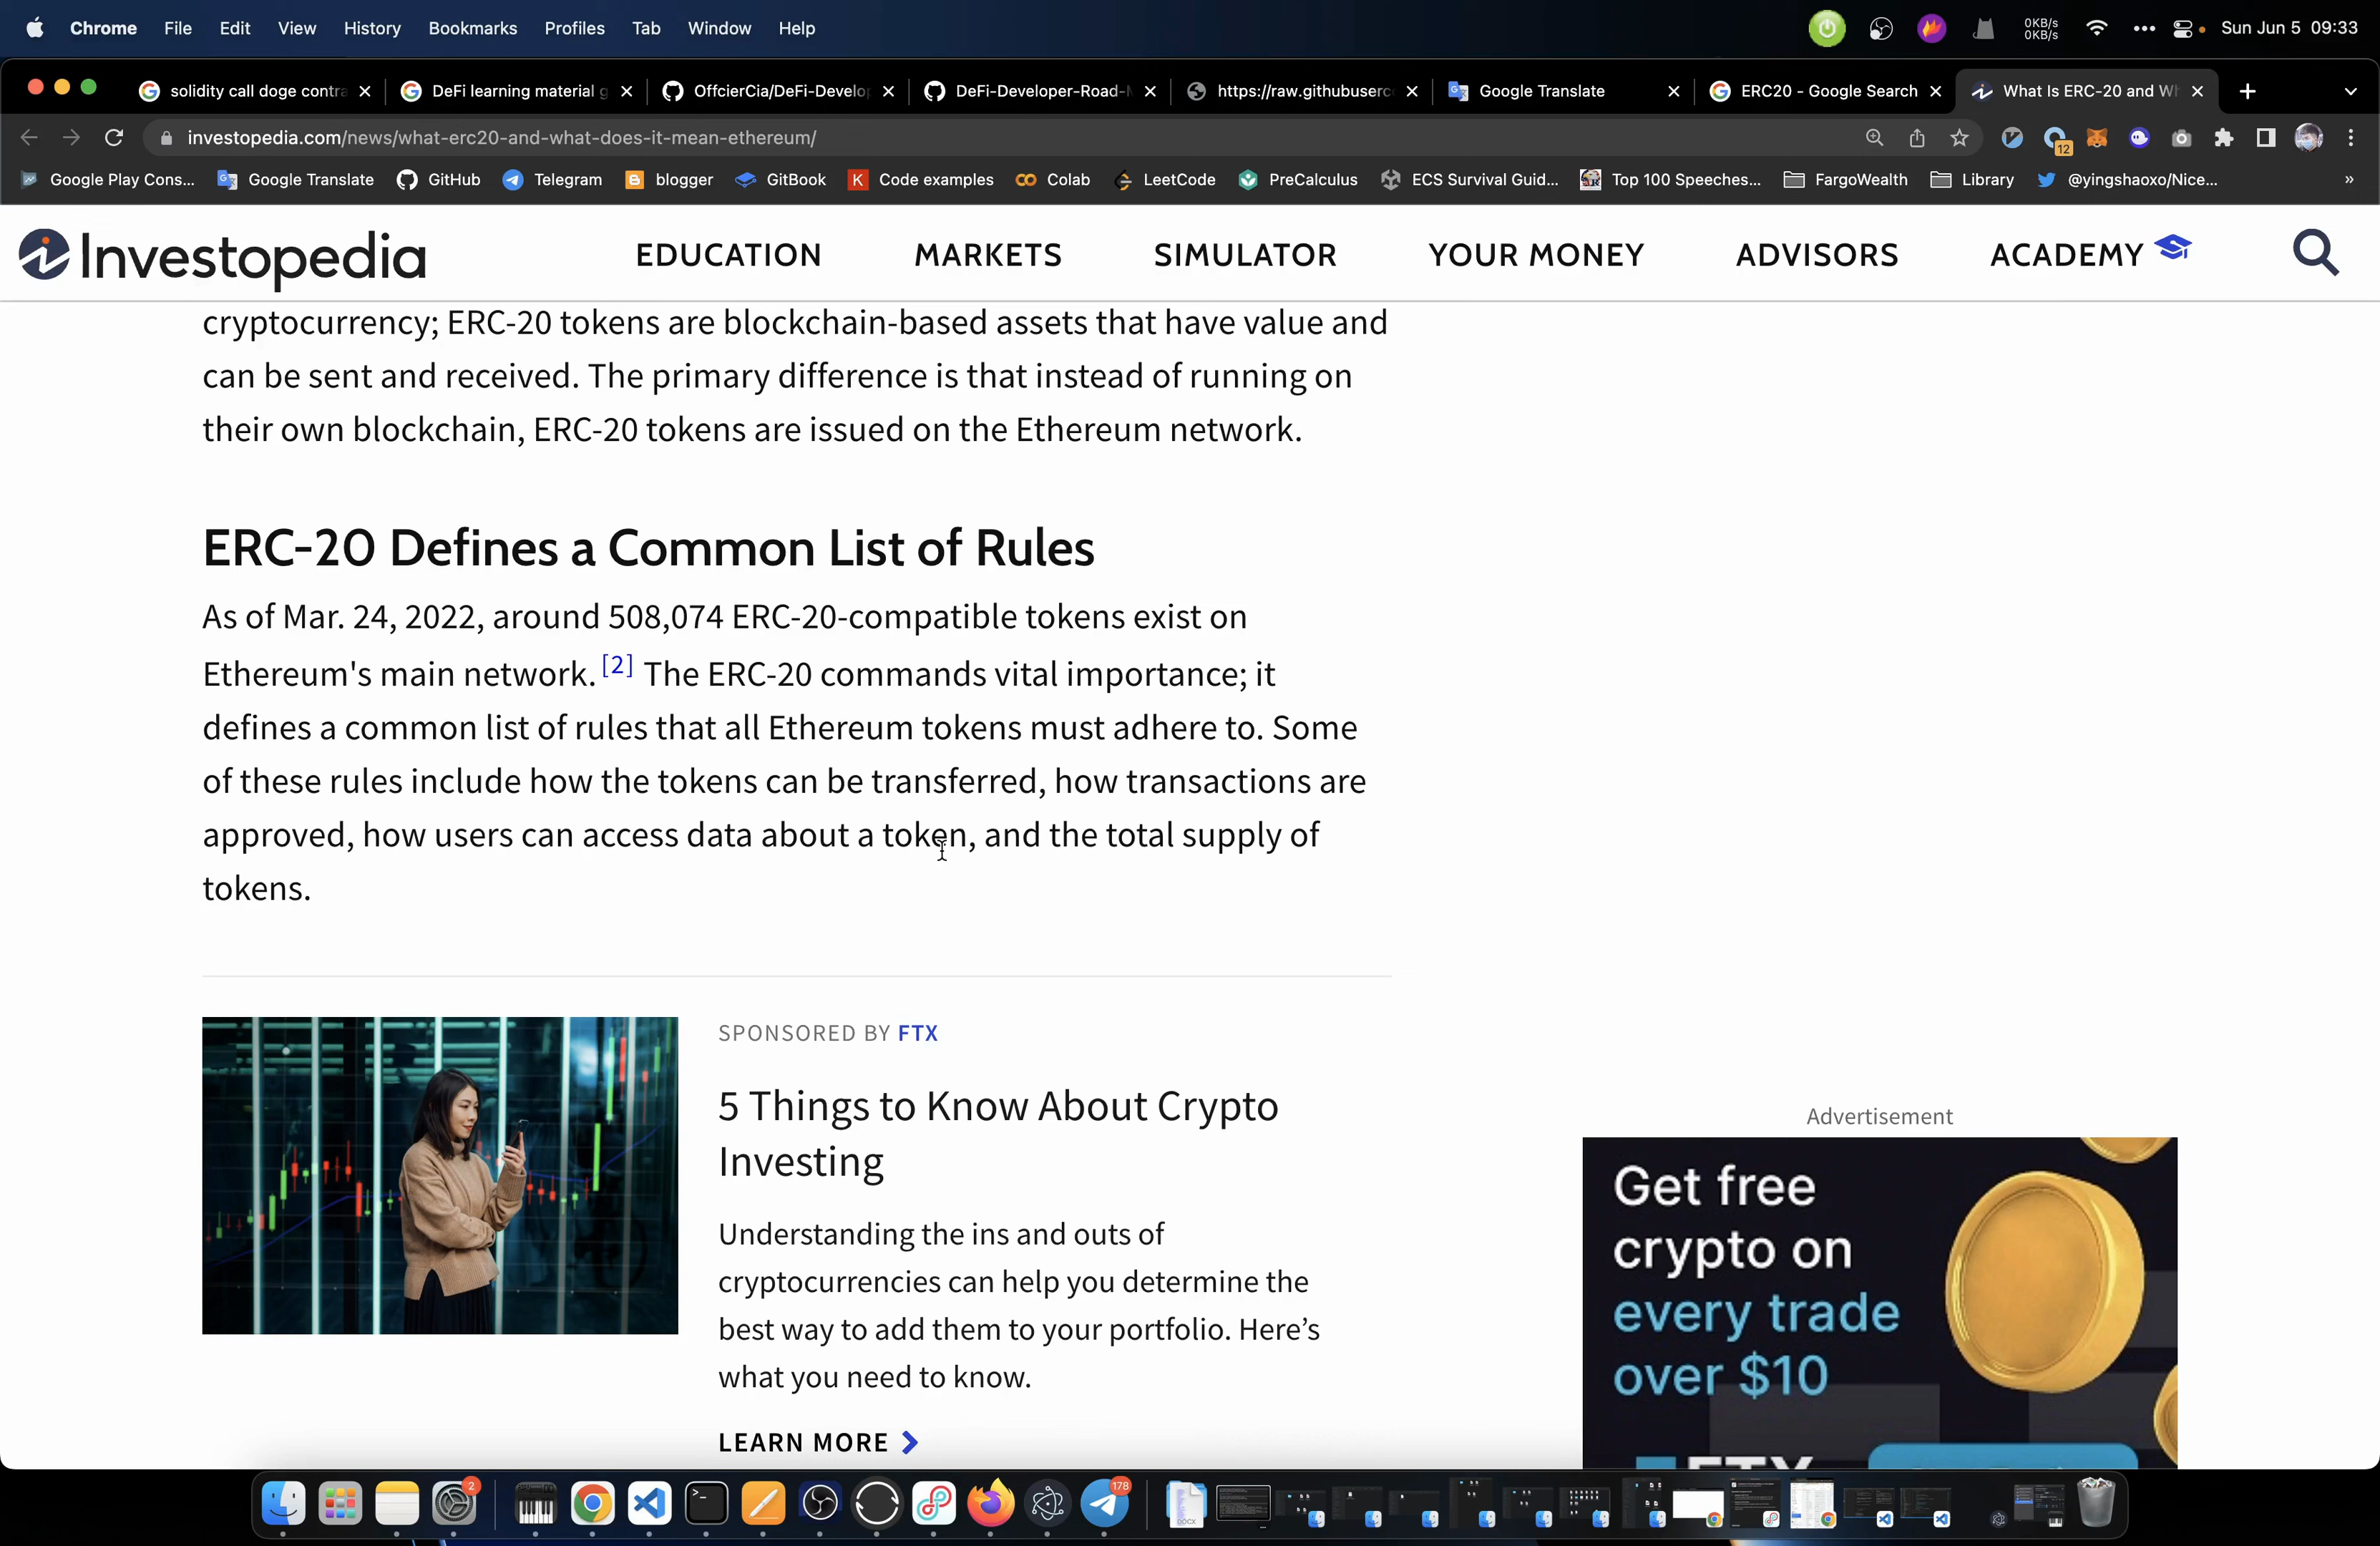 Chrome File Edit View History Bookmarks Profiles Tab Window Help
0KB/s
0KB/s
Sun Jun 5 09:33
solidity call doge contra
DeFi learning material g
OffcierCia/DeFi-Develop
DeFi-Developer-Road-M
https://raw.githubuserco
Google Translate
ERC20 - Google Search
What Is ERC-20 and Wh
investopedia.com/news/what-erc20-and-what-does-it-mean-ethereum/
12
Google Play Cons... Google Translate GitHub Telegram blogger GitBook Code examples Colab LeetCode PreCalculus ECS Survival Guid... Top 100 Speeches... FargoWealth Library @yingshaoxo/Nice... »
Investopedia
EDUCATION MARKETS SIMULATOR YOUR MONEY ADVISORS ACADEMY
cryptocurrency; ERC-20 tokens are blockchain-based assets that have value and
can be sent and received. The primary difference is that instead of running on
their own blockchain, ERC-20 tokens are issued on the Ethereum network.
ERC-20 Defines a Common List of Rules
As of Mar. 24, 2022, around 508,074 ERC-20-compatible tokens exist on
Ethereum's main network. [2] The ERC-20 commands vital importance; it
defines a common list of rules that all Ethereum tokens must adhere to. Some
of these rules include how the tokens can be transferred, how transactions are
approved, how users can access data about a token, and the total supply of
tokens.
SPONSORED BY FTX
5 Things to Know About Crypto
Investing
Understanding the ins and outs of
cryptocurrencies can help you determine the
best way to add them to your portfolio. Here’s
what you need to know.
LEARN MORE
Advertisement
Get free
crypto on
every trade
over $10
FTX
2
178
DOCX